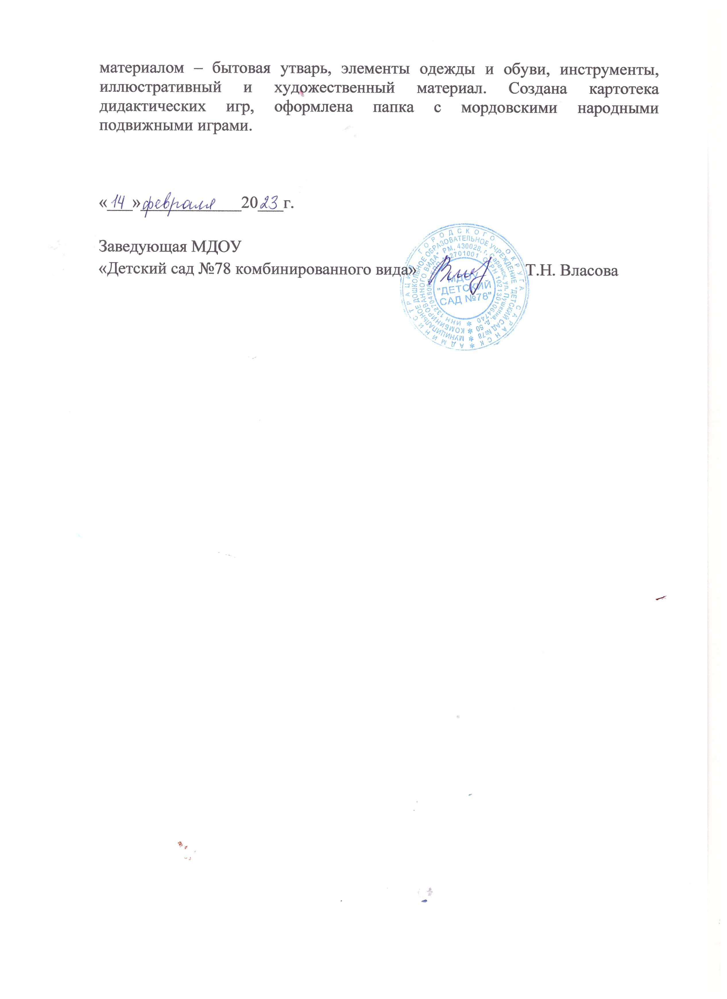 материалом – бытовая утварь, элементы одежды и обуви, инструменты,
иллюстративный и художественный материал. Создана картотека
дидактических игр, оформлена папка с мордовскими народными
подвижными играми.
«14» февраля 2023 г.
Заведующая МДОУ
«Детский сад №78 комбинированного вида» Т.Н. Власова
* АДМИНИСТРАЦИЯ ГОРОДСКОГО ОКРУГА САРАНСК
* МУНИЦИПАЛЬНОЕ ДОШКОЛЬНОЕ ОБРАЗОВАТЕЛЬНОЕ УЧРЕЖДЕНИЕ "ДЕТСКИЙ САД №78
* КОМБИНИРОВАННОГО ВИДА" РМ, 430028, г. Саранск, ул. Пушкина, д. 50
* ИНН КПП ОГРН 1021301064740
МДОУ
"ДЕТСКИЙ
САД №78"